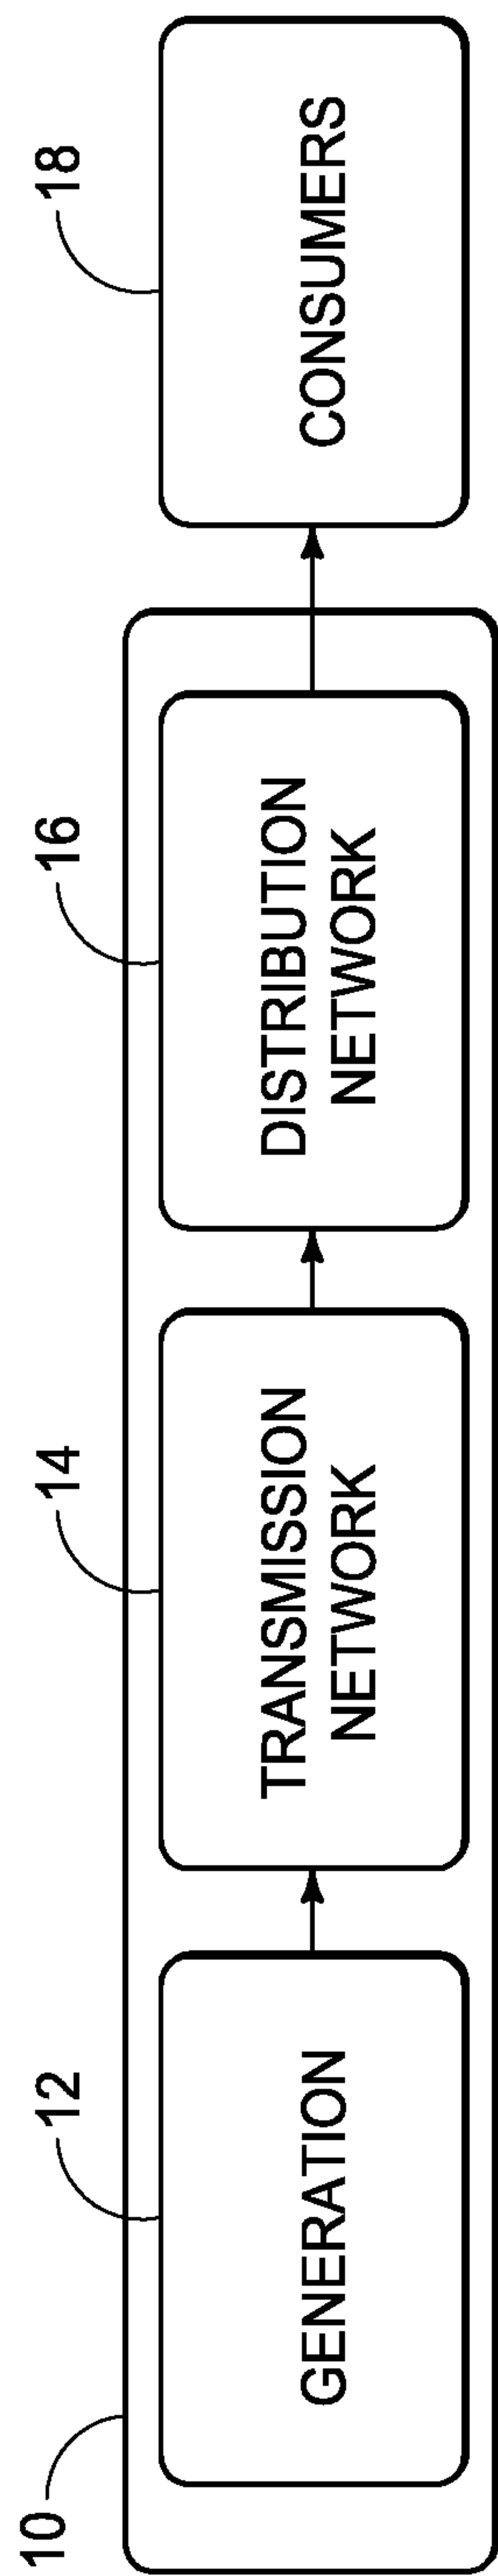 10
12
14
16
18
GENERATION
TRANSMISSION
NETWORK
DISTRIBUTION
NETWORK
CONSUMERS